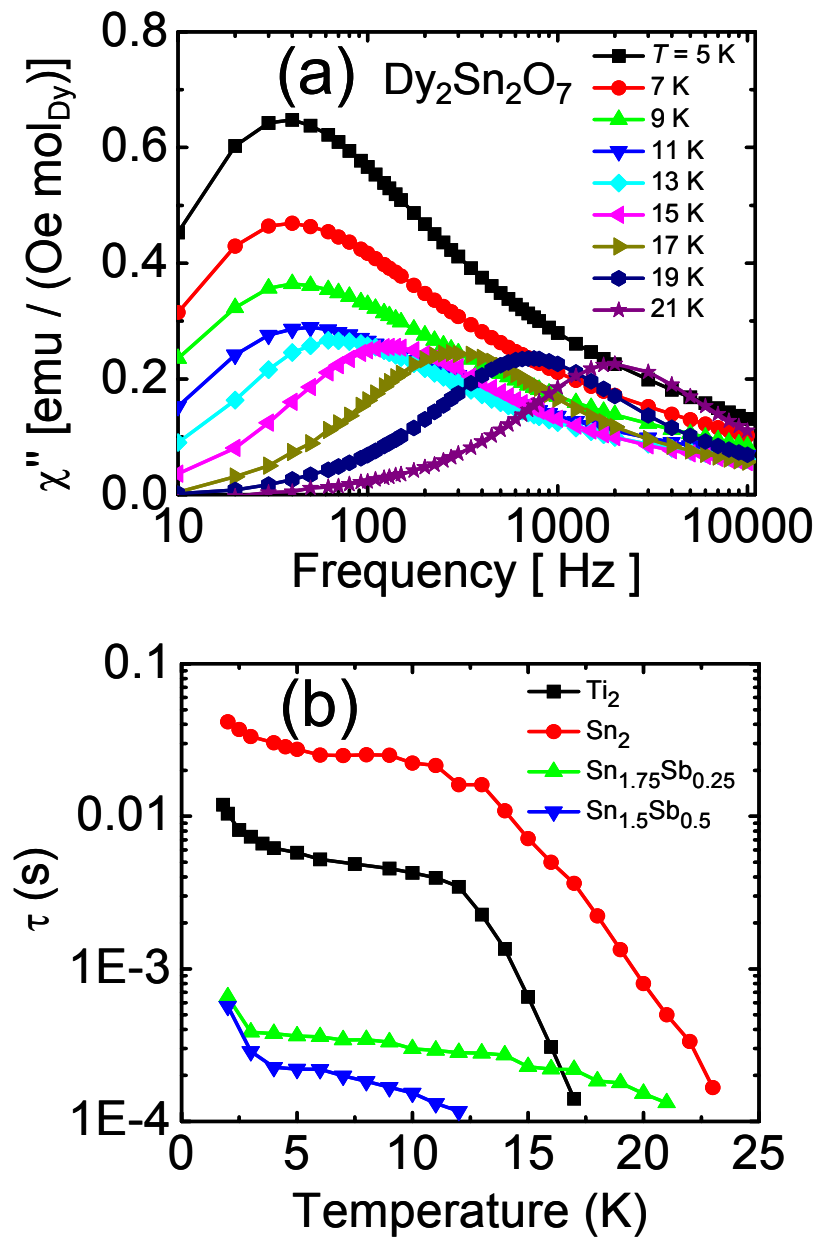 0.8
0.6
0.4
0.2
0.0
χ" [emu / (Oe mol_Dy)]
(a) Dy₂Sn₂O₇
T = 5 K
7 K
9 K
11 K
13 K
15 K
17 K
19 K
21 K
10 100 1000 10000
Frequency [ Hz ]
0.1
0.01
1E-3
1E-4
τ (s)
(b)
Ti₂
Sn₂
Sn₁.₇₅Sb₀.₂₅
Sn₁.₅Sb₀.₅
0 5 10 15 20 25
Temperature (K)